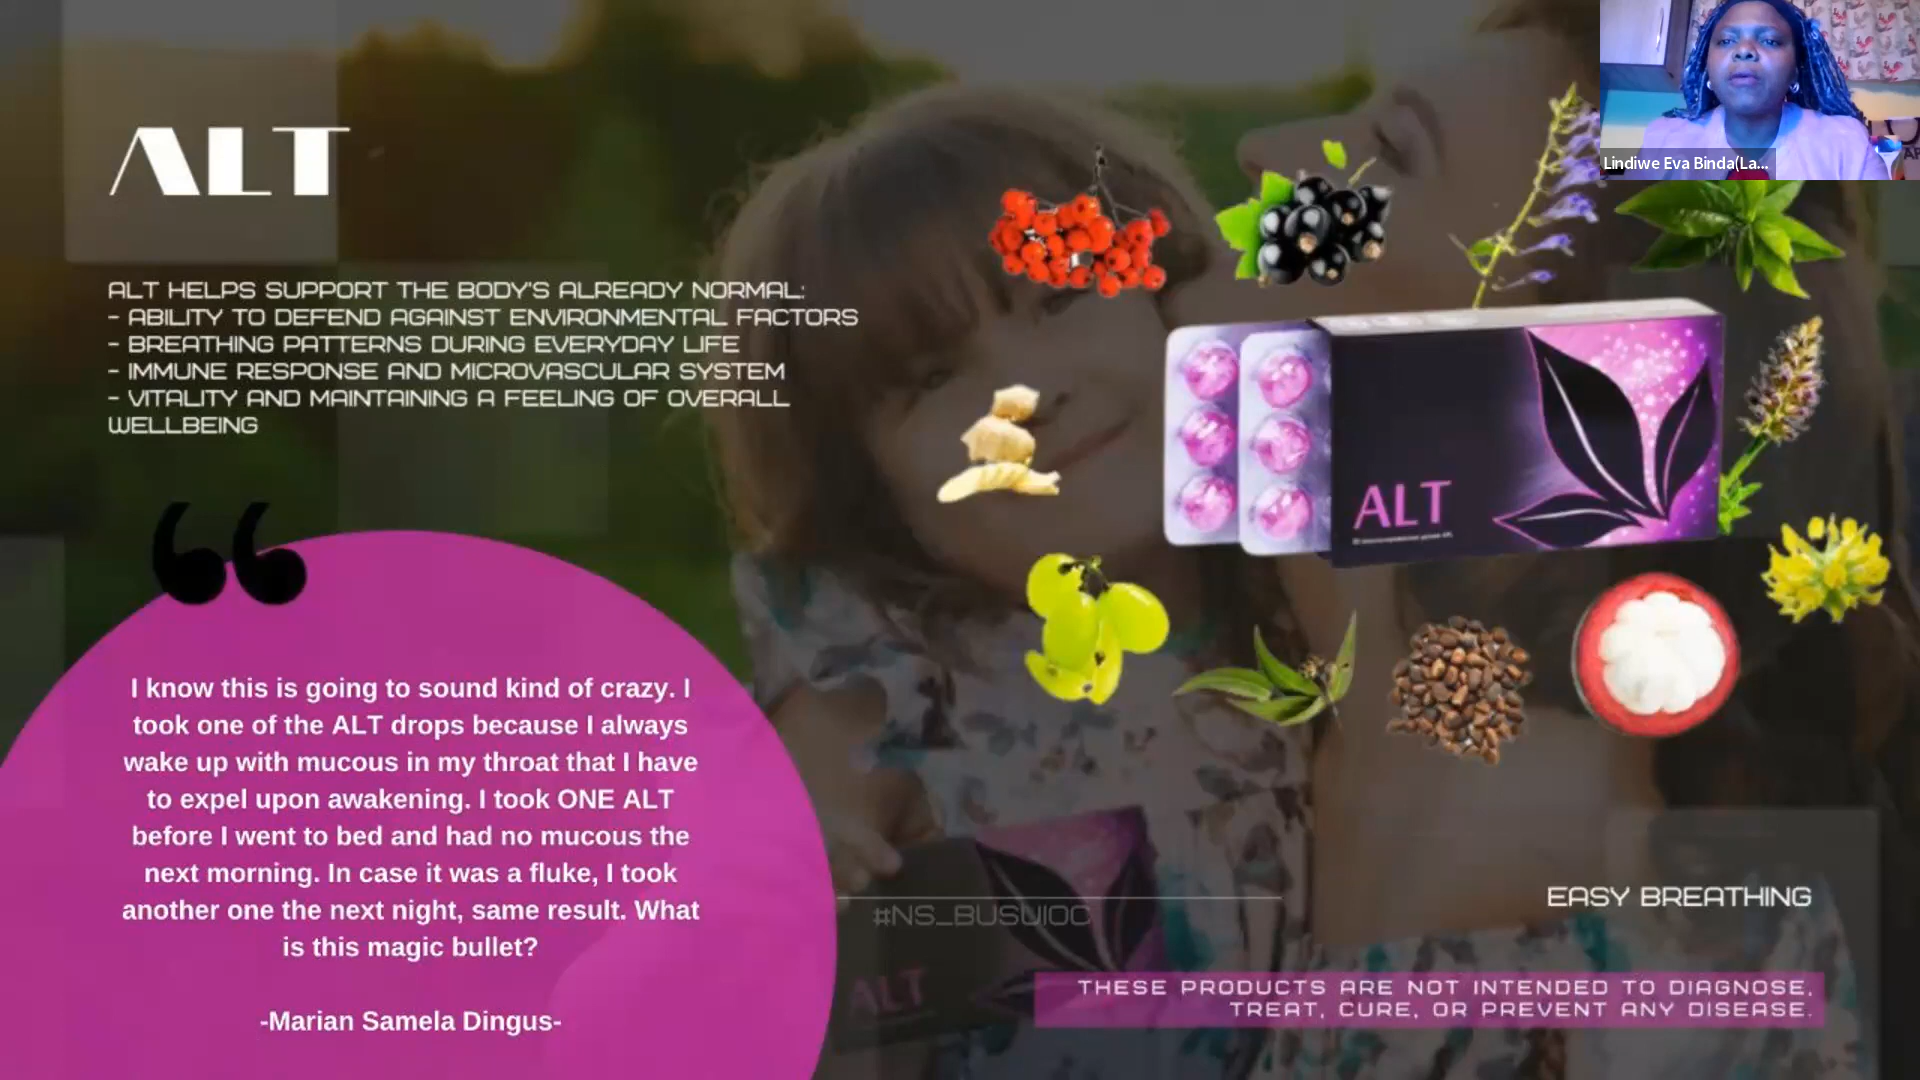 Lindiwe Eva Binda(La...
ALT
ALT HELPS SUPPORT THE BODY'S ALREADY NORMAL:
- ABILITY TO DEFEND AGAINST ENVIRONMENTAL FACTORS
- BREATHING PATTERNS DURING EVERYDAY LIFE
- IMMUNE RESPONSE AND MICROVASCULAR SYSTEM
- VITALITY AND MAINTAINING A FEELING OF OVERALL
WELLBEING
ALT
I know this is going to sound kind of crazy. I
took one of the ALT drops because I always
wake up with mucous in my throat that I have
to expel upon awakening. I took ONE ALT
before I went to bed and had no mucous the
next morning. In case it was a fluke, I took
another one the next night, same result. What
is this magic bullet?
-Marian Samela Dingus-
EASY BREATHING
#NS_BUSUIOC
ALT
THESE PRODUCTS ARE NOT INTENDED TO DIAGNOSE,
TREAT, CURE, OR PREVENT ANY DISEASE.